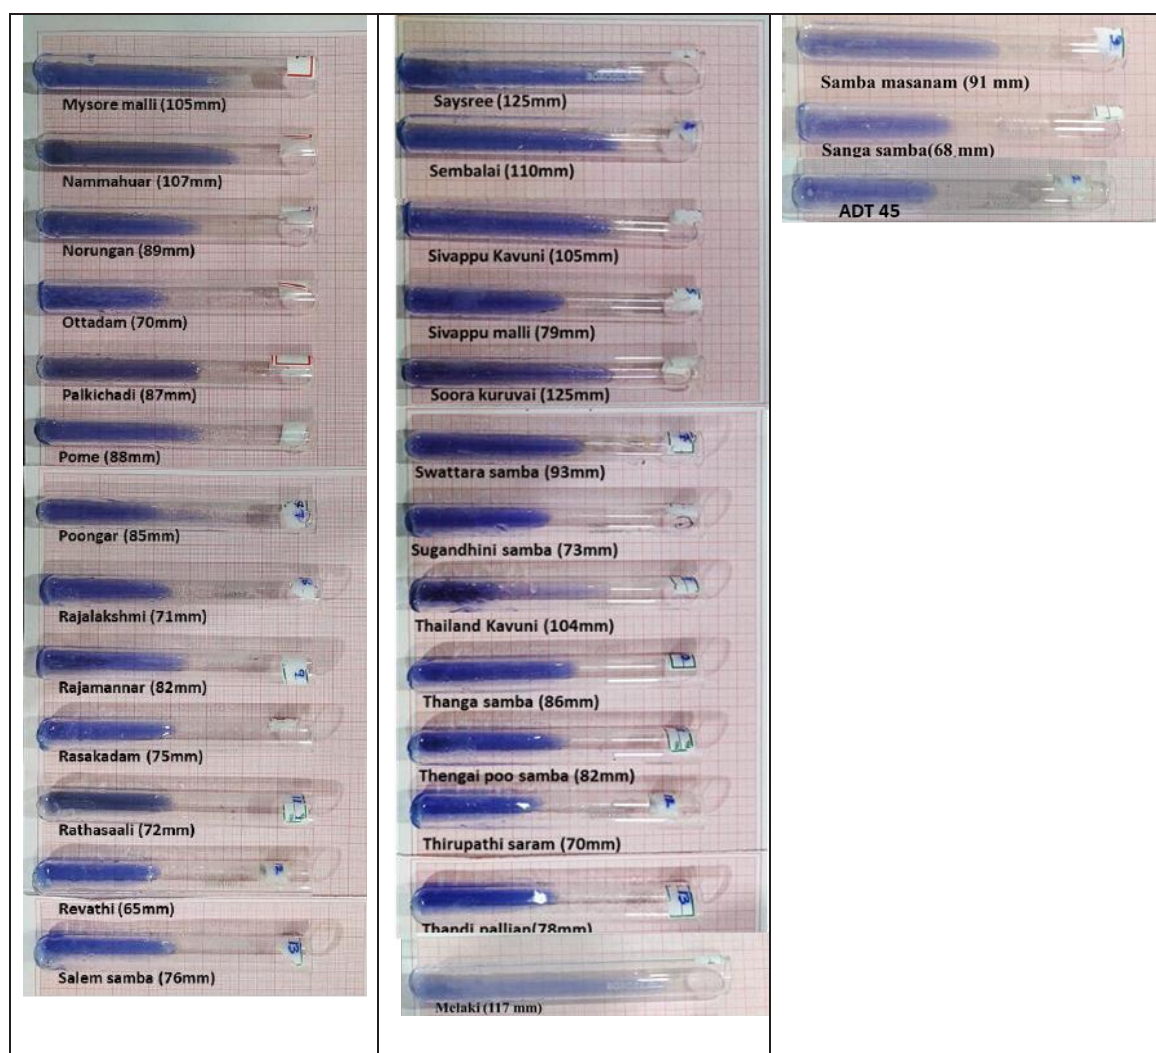 Mysore malli (105mm)
Nammahuar (107mm)
Norungan (89mm)
Ottadam (70mm)
Palkichadi (87mm)
Pome (88mm)
Poongar (85mm)
Rajalakshmi (71mm)
Rajamannar (82mm)
Rasakadam (75mm)
Rathasaali (72mm)
Revathi (65mm)
Salem samba (76mm)
Saysree (125mm)
Sembalai (110mm)
Sivappu Kavuni (105mm)
Sivappu malli (79mm)
Soora kuruvai (125mm)
Swattara samba (93mm)
Sugandhini samba (73mm)
Thailand Kavuni (104mm)
Thanga samba (86mm)
Thengai poo samba (82mm)
Thirupathi saram (70mm)
Thandi pallian(78mm)
Melaki (117 mm)
Samba masanam (91 mm)
Sanga samba(68 mm)
ADT 45